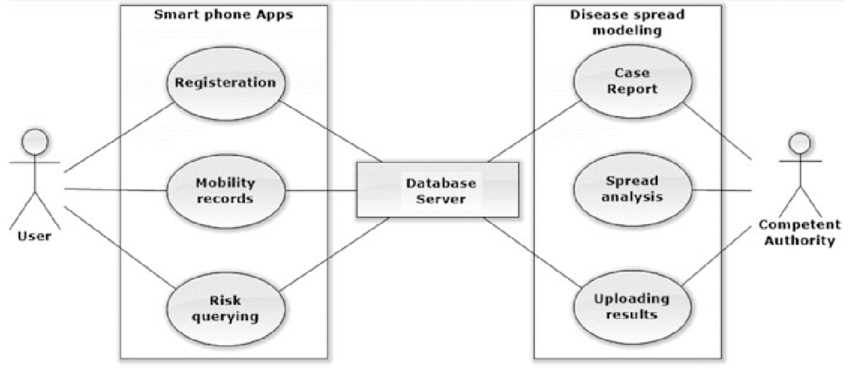 Smart phone Apps
Registeration
Mobility
records
Risk
querying
User
Database
Server
Disease spread
modeling
Case
Report
Spread
analysis
Uploading
results
Competent
Authority